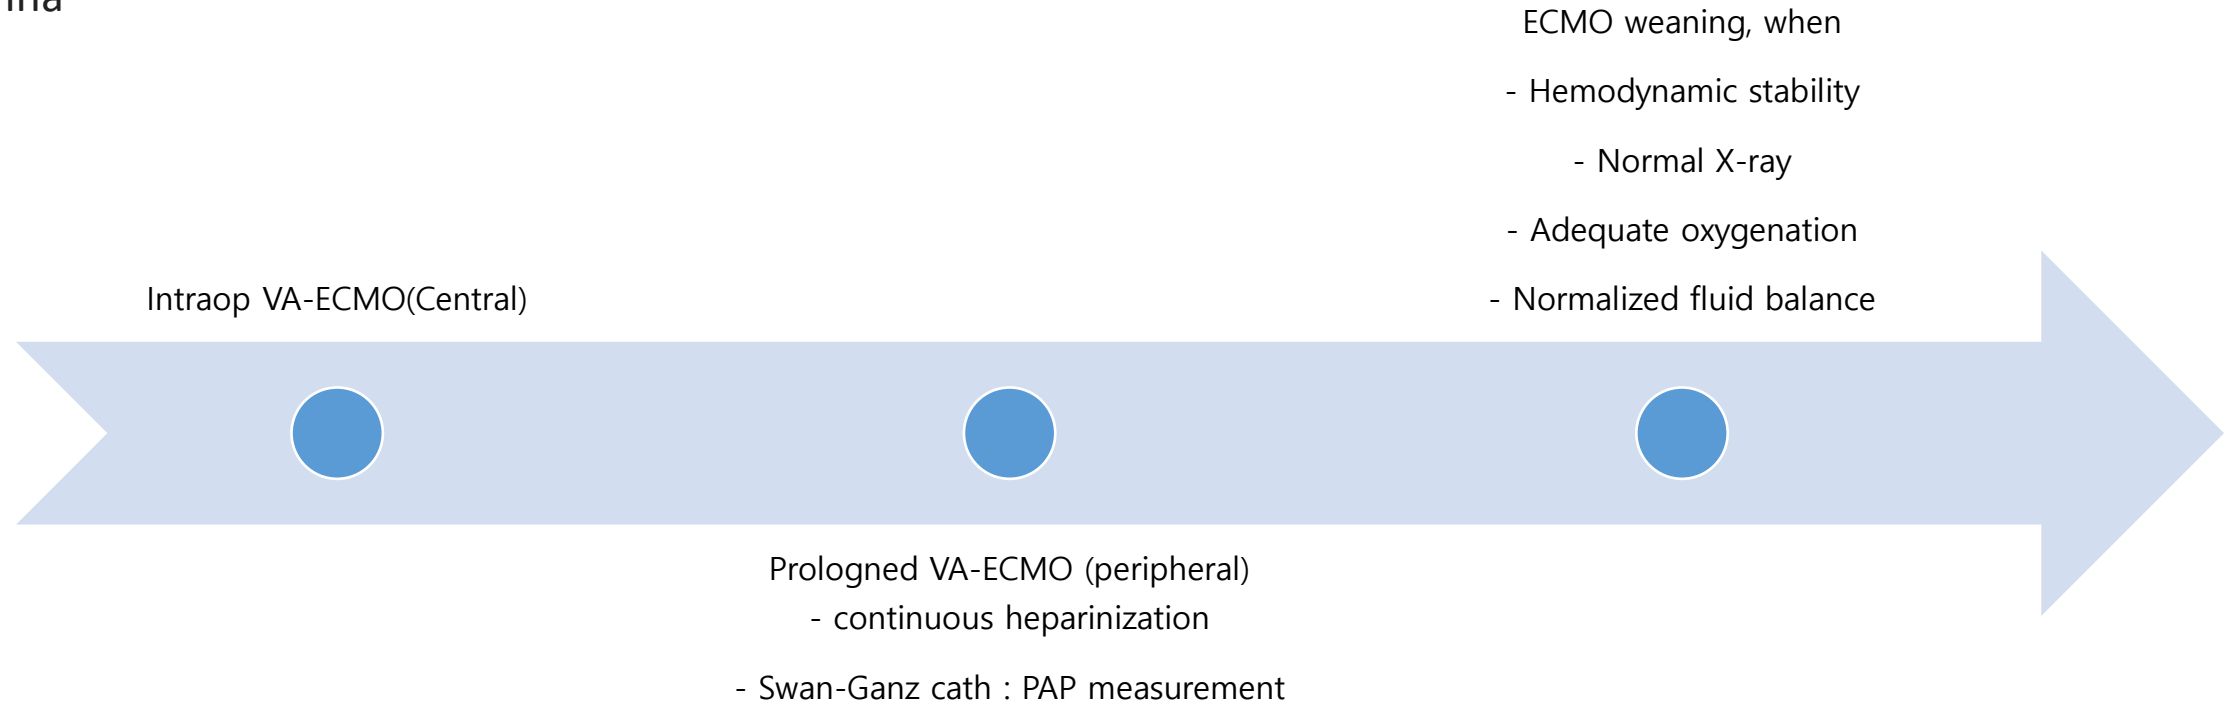 Intraop VA-ECMO(Central)
Prologned VA-ECMO (peripheral)
- continuous heparinization
- Swan-Ganz cath : PAP measurement
ECMO weaning, when
- Hemodynamic stability
- Normal X-ray
- Adequate oxygenation
- Normalized fluid balance